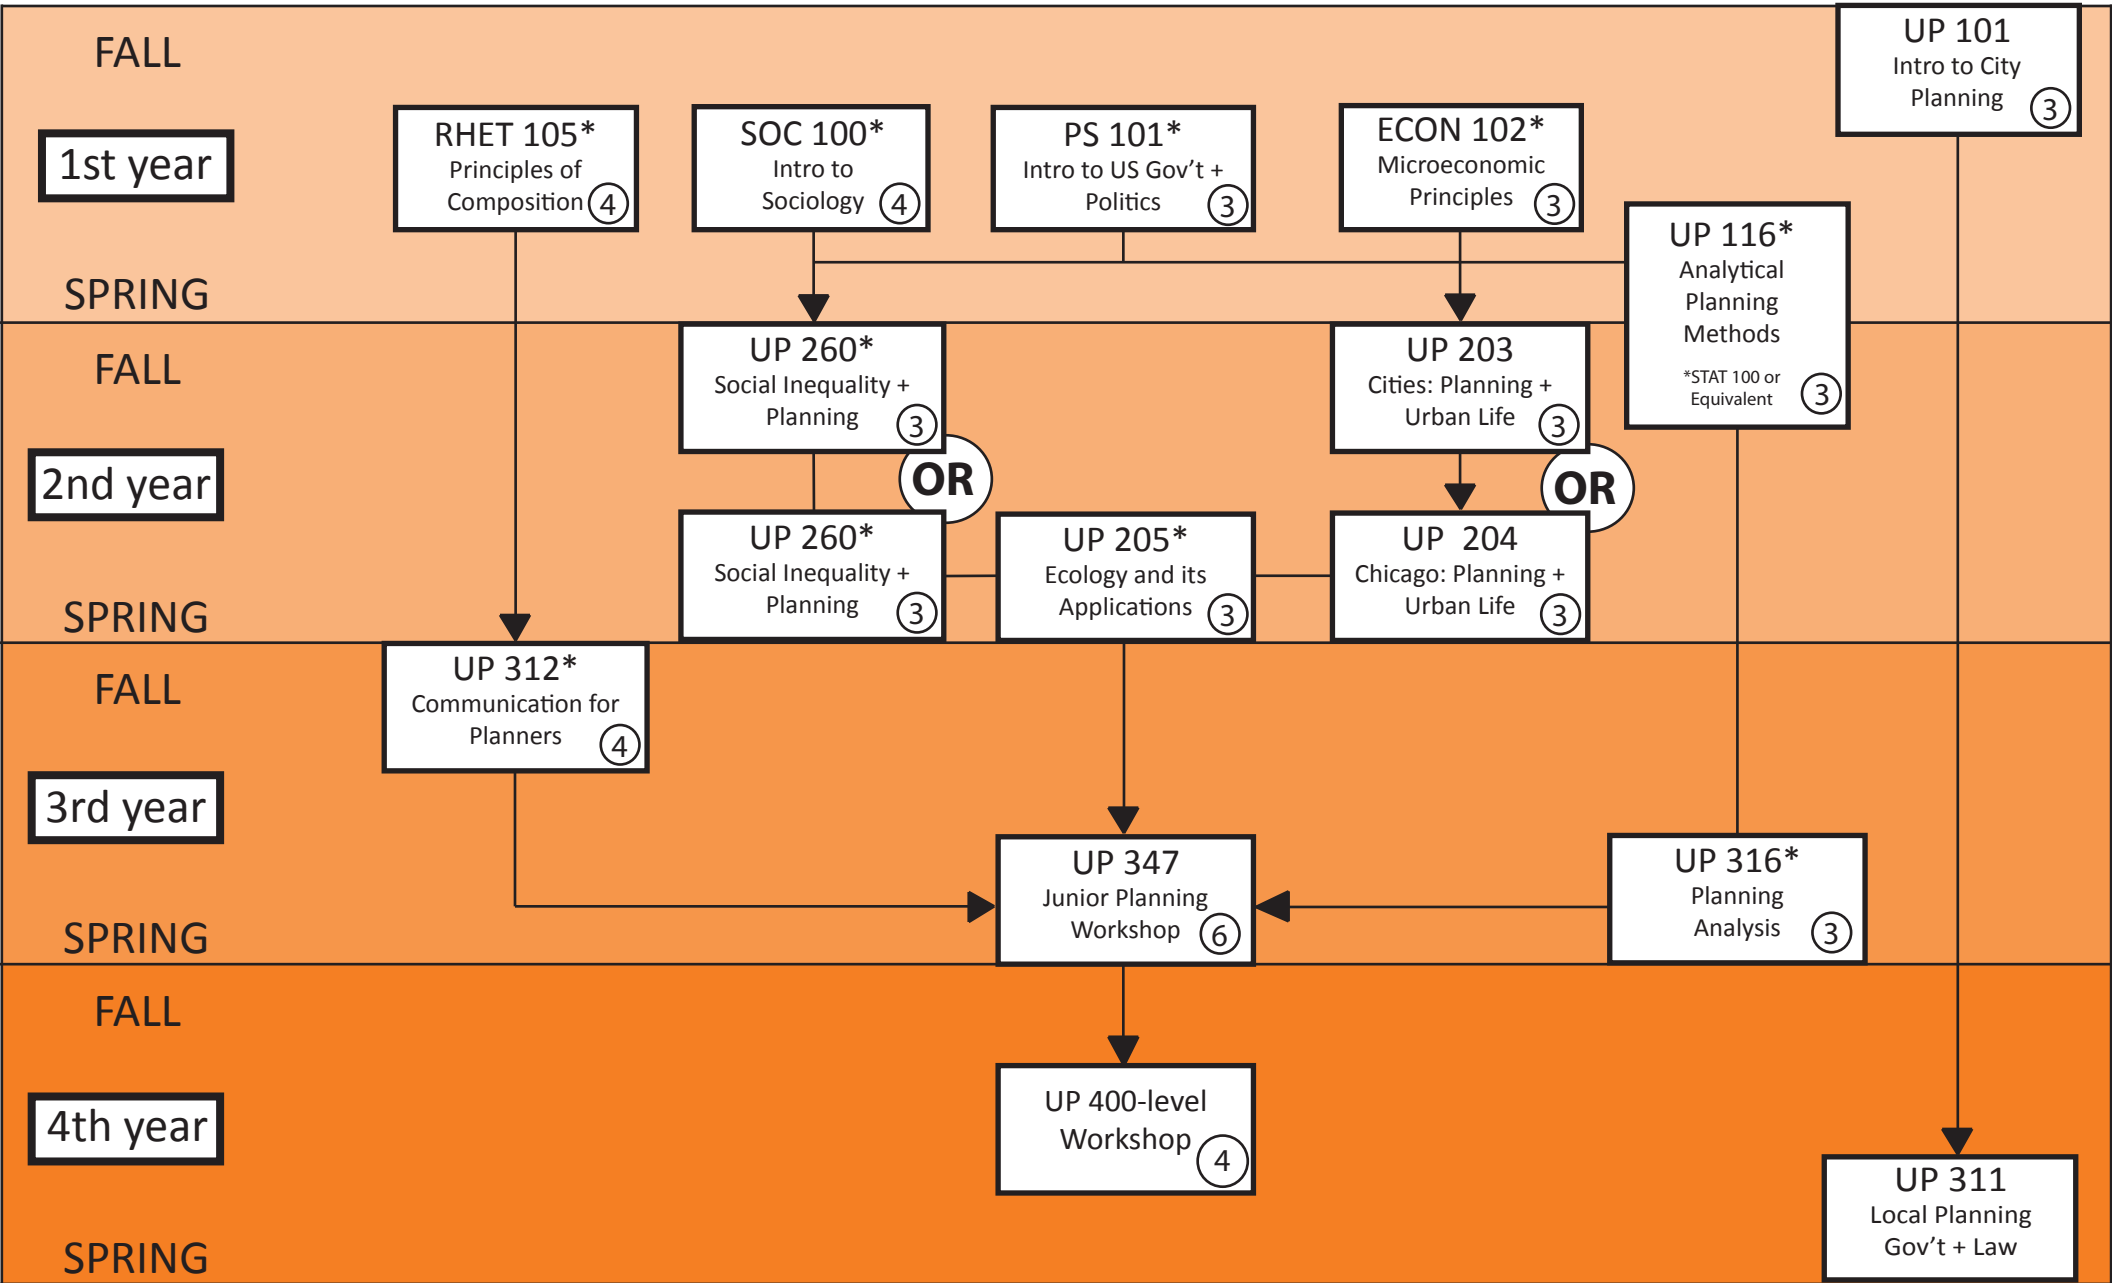 FALL
1st year
SPRING
UP 101
Intro to City
Planning
3
RHET 105*
Principles of
Composition
4
SOC 100*
Intro to
Sociology
4
PS 101*
Intro to US Gov’t +
Politics
3
ECON 102*
Microeconomic
Principles
3
UP 116*
Analytical
Planning
Methods
*STAT 100 or
Equivalent
3
FALL
2nd year
SPRING
UP 260*
Social Inequality +
Planning
3
OR
UP 203
Cities: Planning +
Urban Life
3
OR
UP 260*
Social Inequality +
Planning
3
UP 205*
Ecology and its
Applications
3
UP  204
Chicago: Planning +
Urban Life
3
FALL
3rd year
SPRING
UP 312*
Communication for
Planners
4
UP 347
Junior Planning
Workshop
6
UP 316*
Planning
Analysis
3
FALL
4th year
SPRING
UP 400-level
Workshop
4
UP 311
Local Planning
Gov’t + Law